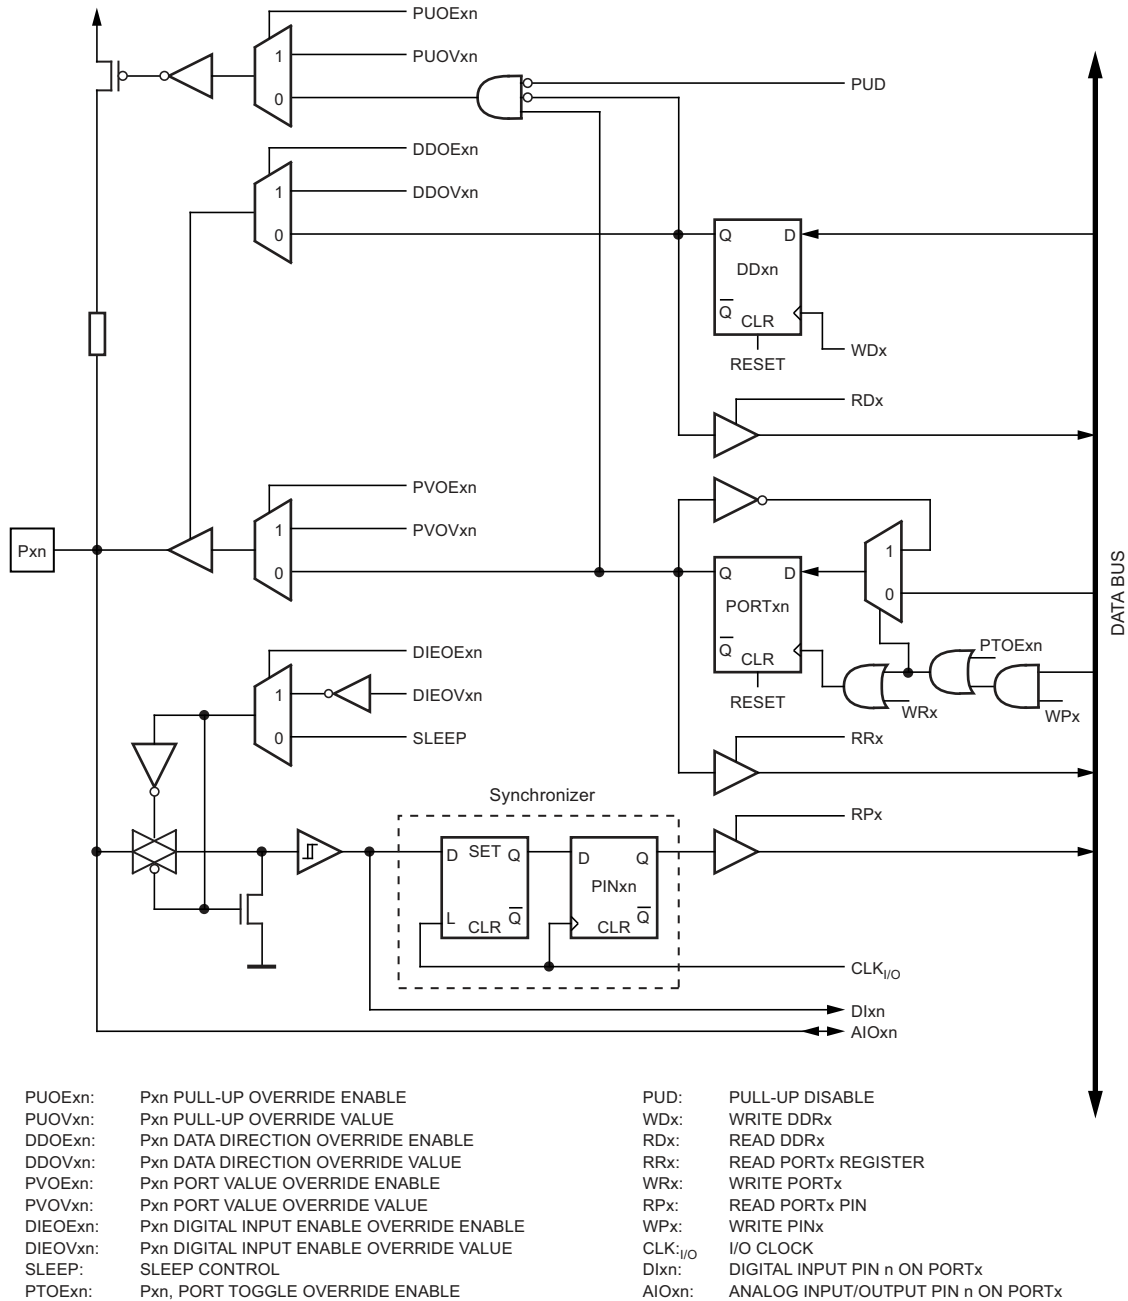 PUOExn
PUOVxn
1
0
PUD
DDOExn
DDOVxn
1
0
Q D
DDxn
Q
CLR
RESET
WDx
RDx
PVOExn
PVOVxn
1
0
Pxn
1
0
Q D
PORTxn
Q
CLR
RESET
PTOExn
WRx
WPx
DATA BUS
DIEOExn
DIEOVxn
SLEEP
1
0
RRx
Synchronizer
RPx
D SET Q
L
CLR Q
D Q
PINxn
CLR Q
CLKI/O
DIxn
AIOxn
PUOExn: Pxn PULL-UP OVERRIDE ENABLE
PUOVxn: Pxn PULL-UP OVERRIDE VALUE
DDOExn: Pxn DATA DIRECTION OVERRIDE ENABLE
DDOVxn: Pxn DATA DIRECTION OVERRIDE VALUE
PVOExn: Pxn PORT VALUE OVERRIDE ENABLE
PVOVxn: Pxn PORT VALUE OVERRIDE VALUE
DIEOExn: Pxn DIGITAL INPUT ENABLE OVERRIDE ENABLE
DIEOVxn: Pxn DIGITAL INPUT ENABLE OVERRIDE VALUE
SLEEP: SLEEP CONTROL
PTOExn: Pxn, PORT TOGGLE OVERRIDE ENABLE
PUD: PULL-UP DISABLE
WDx: WRITE DDRx
RDx: READ DDRx
RRx: READ PORTx REGISTER
WRx: WRITE PORTx
RPx: READ PORTx PIN
WPx: WRITE PINx
CLK:I/O I/O CLOCK
DIxn: DIGITAL INPUT PIN n ON PORTx
AIOxn: ANALOG INPUT/OUTPUT PIN n ON PORTx